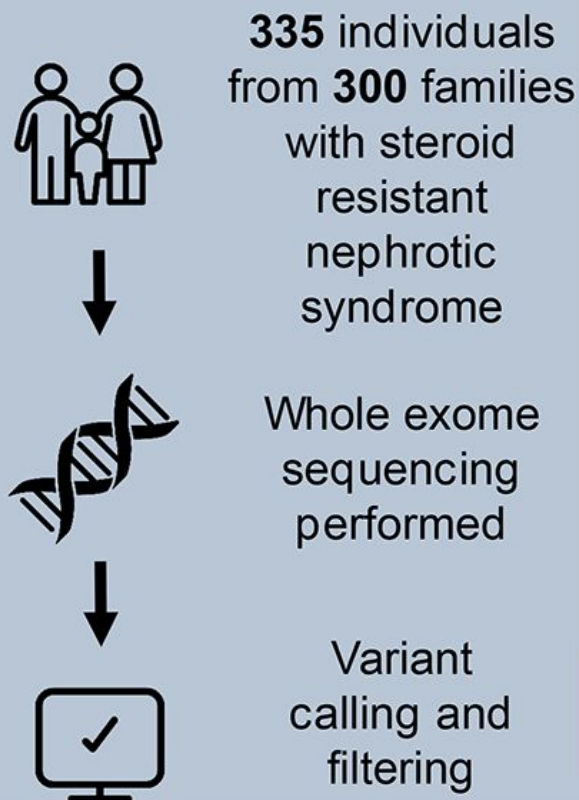 335 individuals
from 300 families
with steroid
resistant
nephrotic
syndrome
Whole exome
sequencing
performed
Variant
calling and
filtering